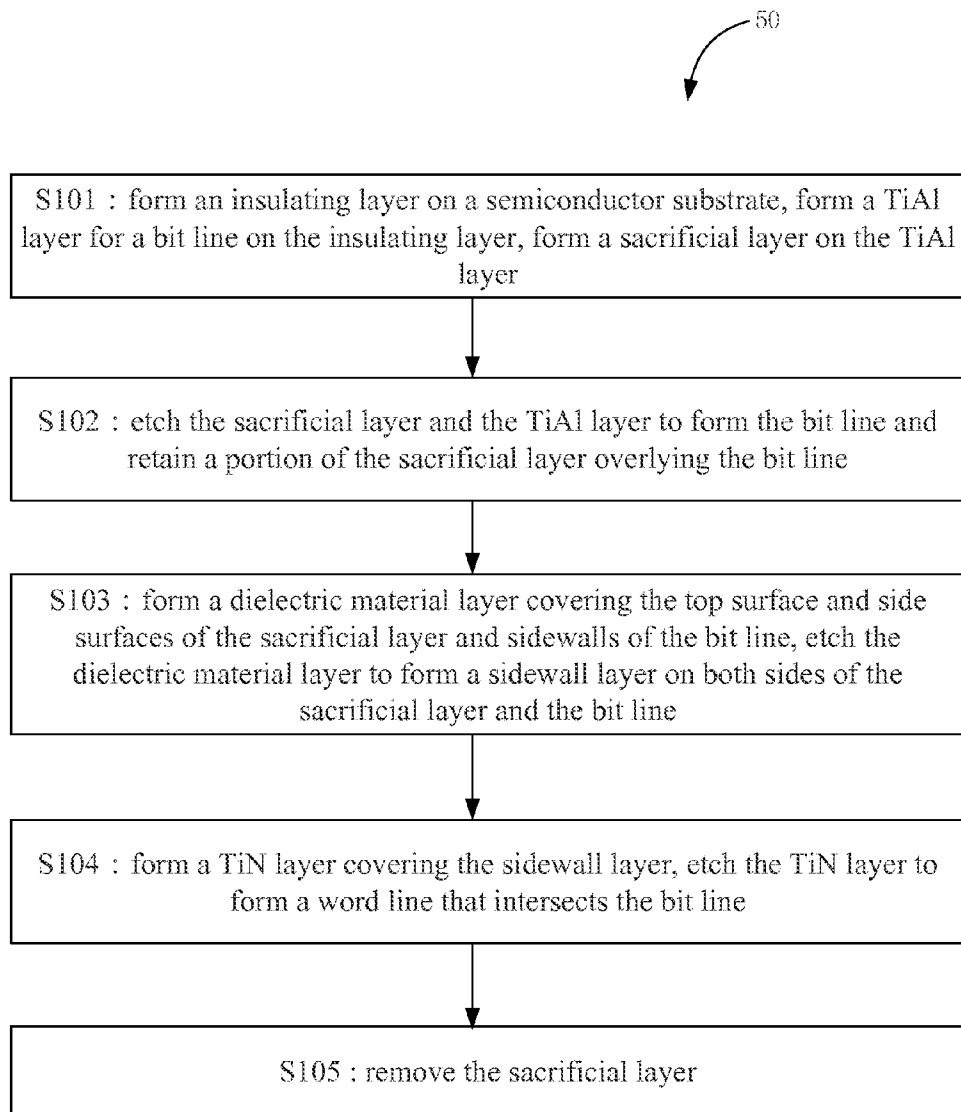 50
S101 : form an insulating layer on a semiconductor substrate, form a TiAl
layer for a bit line on the insulating layer, form a sacrificial layer on the TiAl
layer
S102 : etch the sacrificial layer and the TiAl layer to form the bit line and
retain a portion of the sacrificial layer overlying the bit line
S103 : form a dielectric material layer covering the top surface and side
surfaces of the sacrificial layer and sidewalls of the bit line, etch the
dielectric material layer to form a sidewall layer on both sides of the
sacrificial layer and the bit line
S104 : form a TiN layer covering the sidewall layer, etch the TiN layer to
form a word line that intersects the bit line
S105 : remove the sacrificial layer